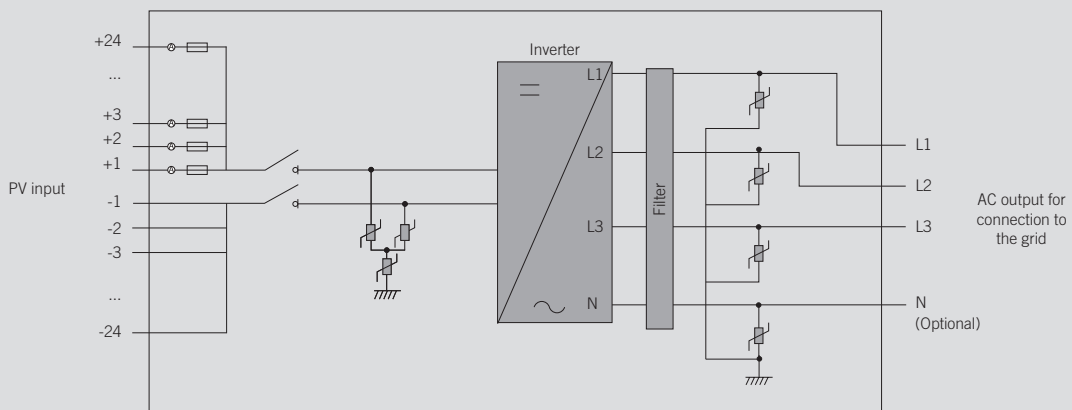 +24
...
+3
+2
+1
PV input
-1
-2
-3
...
-24
A
A
A
A
Inverter
L1
L2
L3
N
Filter
L1
L2
L3
N
(Optional)
AC output for
connection to
the grid